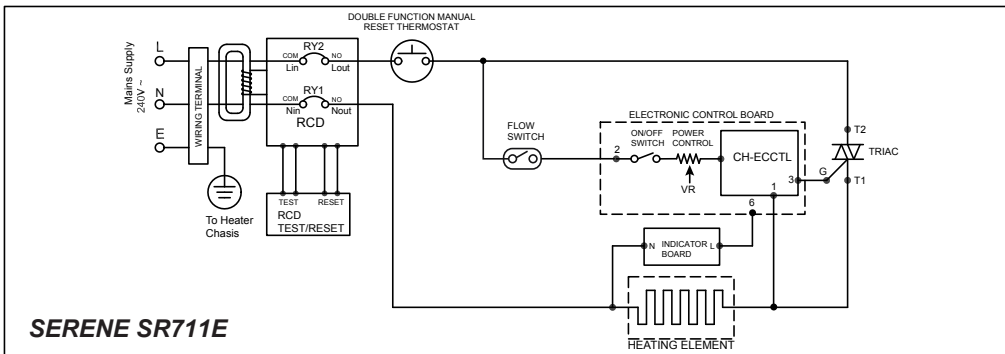 DOUBLE FUNCTION MANUAL
RESET THERMOSTAT
Mains Supply
240V ~
L
N
E
WIRING TERMINAL
RY2
COM
NO
Lin
Lout
RY1
COM
NO
Nin
Nout
RCD
TEST
RESET
RCD
TEST/RESET
To Heater
Chasis
FLOW
SWITCH
ELECTRONIC CONTROL BOARD
2
ON/OFF
SWITCH
POWER
CONTROL
VR
CH-ECCTL
3
1
6
G
T2
TRIAC
T1
N
INDICATOR
BOARD
L
HEATING ELEMENT
SERENE SR711E